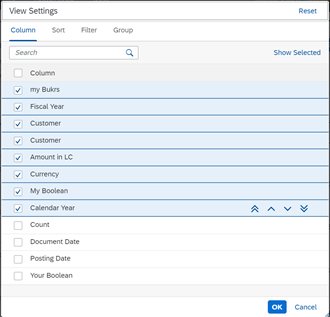 View Settings Reset
Column Sort Filter Group
Search Show Selected
Column
my Bukrs
Fiscal Year
Customer
Customer
Amount in LC
Currency
My Boolean
Calendar Year
Count
Document Date
Posting Date
Your Boolean
OK Cancel